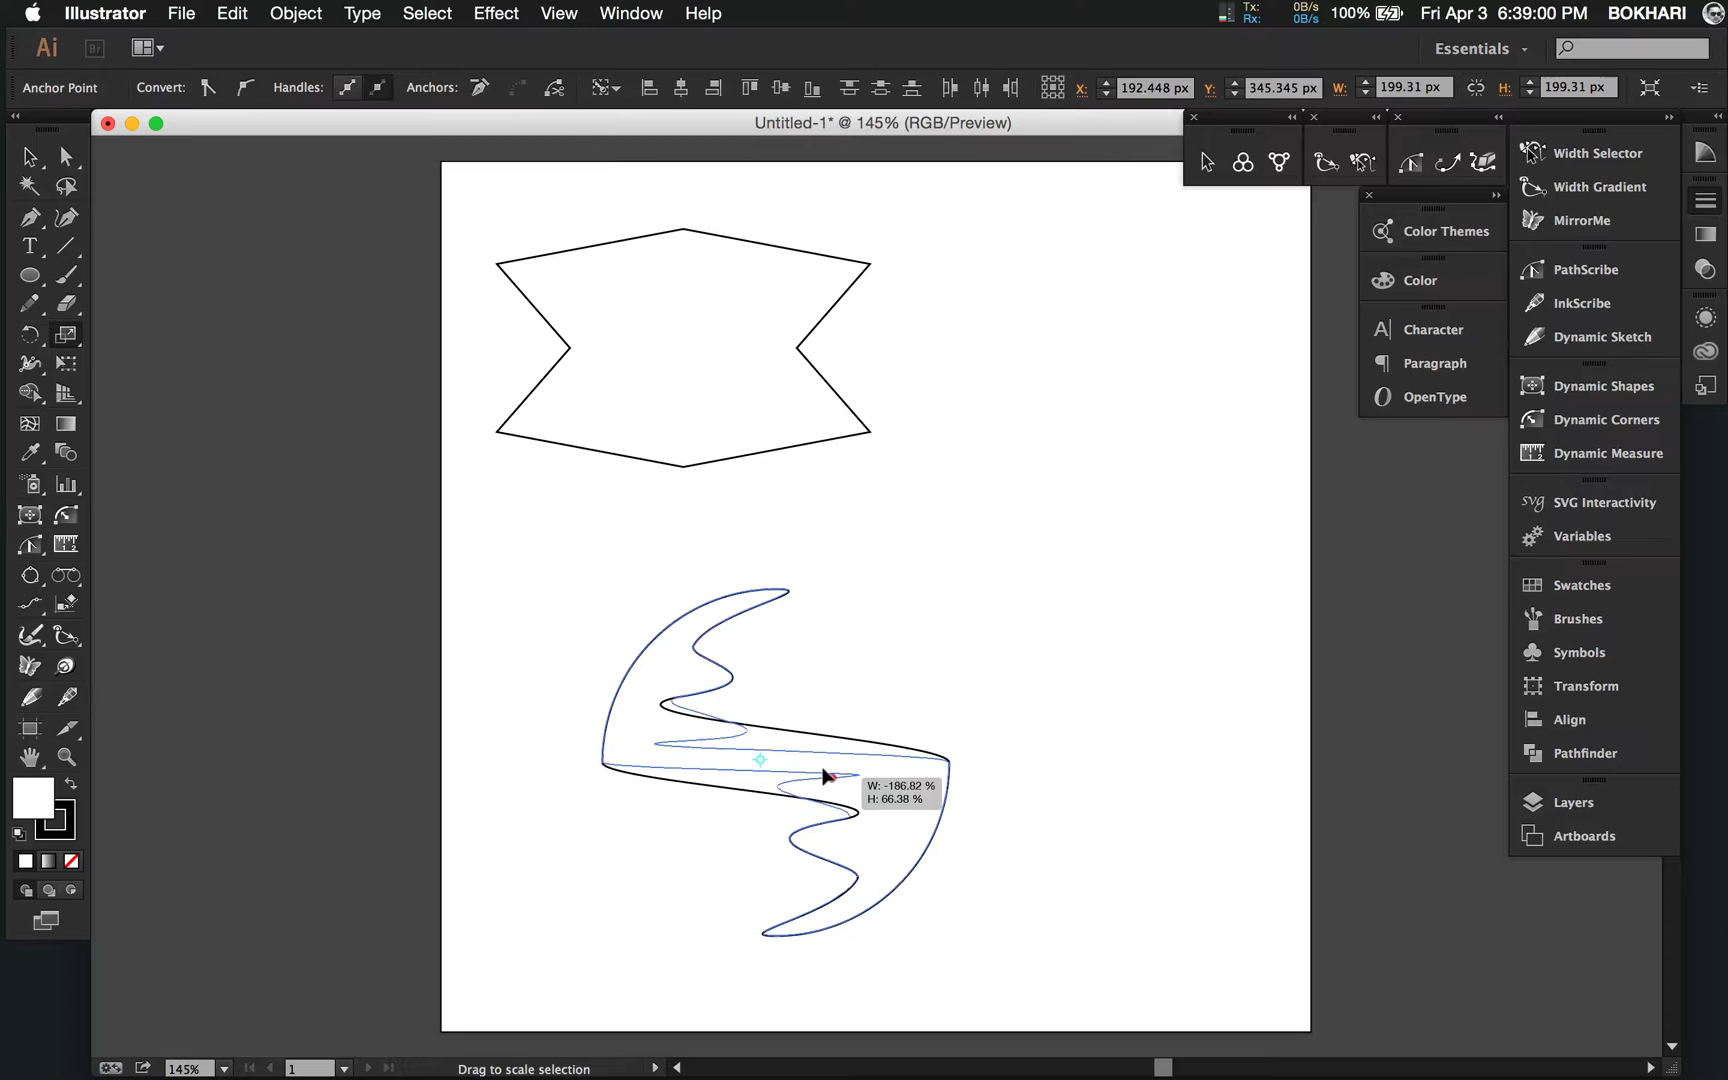 Illustrator File Edit Object Type Select Effect View Window Help Tx: 0B/s Rx: 0B/s 100% Fri Apr 3 6:39:00 PM BOKHARI
Ai Br Essentials
Anchor Point Convert: Handles: Anchors: X: 192.448 px Y: 345.345 px W: 199.31 px H: 199.31 px
Untitled-1* @ 145% (RGB/Preview)
Width Selector
Width Gradient
MirrorMe
PathScribe
InkScribe
Dynamic Sketch
Dynamic Shapes
Dynamic Corners
Dynamic Measure
svg SVG Interactivity
Variables
Swatches
Brushes
Symbols
Transform
Align
Pathfinder
Layers
Artboards
Color Themes
Color
A Character
Paragraph
O OpenType
T
W: -186.82 %
H: 66.38 %
145% 1 Drag to scale selection